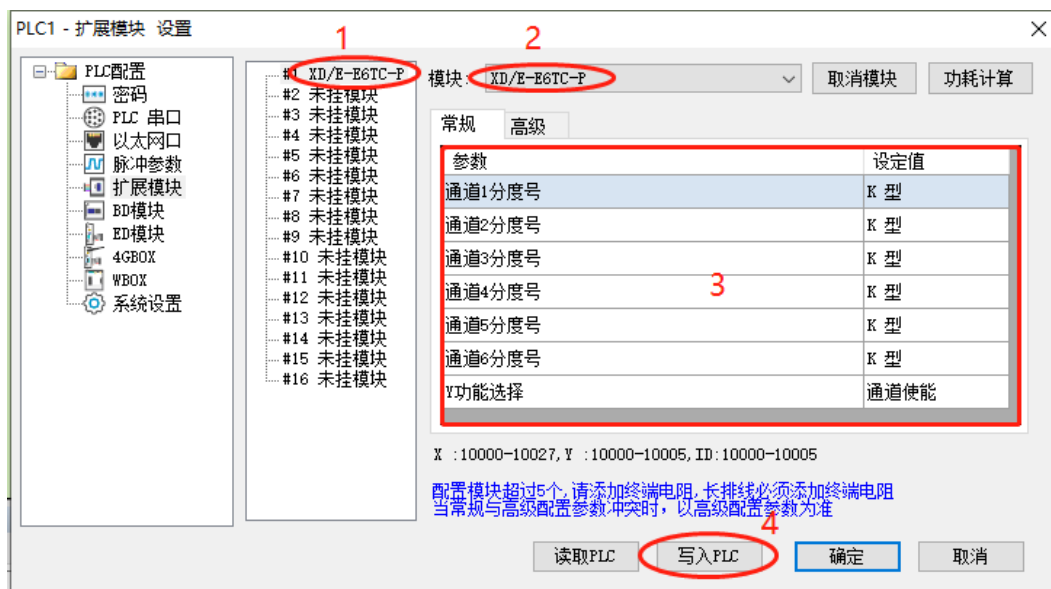 PLC1 - 扩展模块 设置
1
2
PLC配置
密码
PLC 串口
以太网口
脉冲参数
扩展模块
BD模块
ED模块
4GBOX
WBOX
系统设置
#1 XD/E-E6TC-P
#2 未挂模块
#3 未挂模块
#4 未挂模块
#5 未挂模块
#6 未挂模块
#7 未挂模块
#8 未挂模块
#9 未挂模块
#10 未挂模块
#11 未挂模块
#12 未挂模块
#13 未挂模块
#14 未挂模块
#15 未挂模块
#16 未挂模块
模块: XD/E-E6TC-P 取消模块 功耗计算
常规 高级
参数 设定值
通道1分度号 K 型
通道2分度号 K 型
通道3分度号 K 型
通道4分度号 K 型
通道5分度号 K 型
通道6分度号 K 型
Y功能选择 通道使能
3
X :10000-10027,Y :10000-10005,ID:10000-10005
配置模块超过5个,请添加终端电阻,长排线必须添加终端电阻
当常规与高级配置参数冲突时，以高级配置参数为准
4
读取PLC 写入PLC 确定 取消